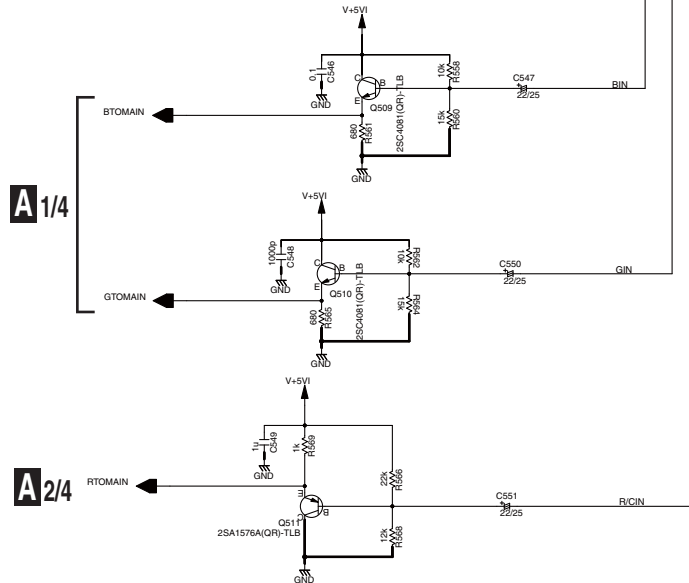 V+5VI
0.1
C546
GND
C
B
E
Q509
2SC4081(QR)-TLB
10k
R558
15k
R560
C547
22/25
BIN
BTOMAIN
680
R561
GND
A 1/4
V+5VI
1000p
C548
GND
C
B
E
Q510
2SC4081(QR)-TLB
R562
10k
R564
15k
C550
22/25
GIN
GTOMAIN
680
R565
GND
V+5VI
1u
C549
GND
1k
R569
A 2/4
RTOMAIN
E
B
C
Q511
2SA1576A(QR)-TLB
22k
R566
12k
R568
C551
22/25
R/CIN
GND